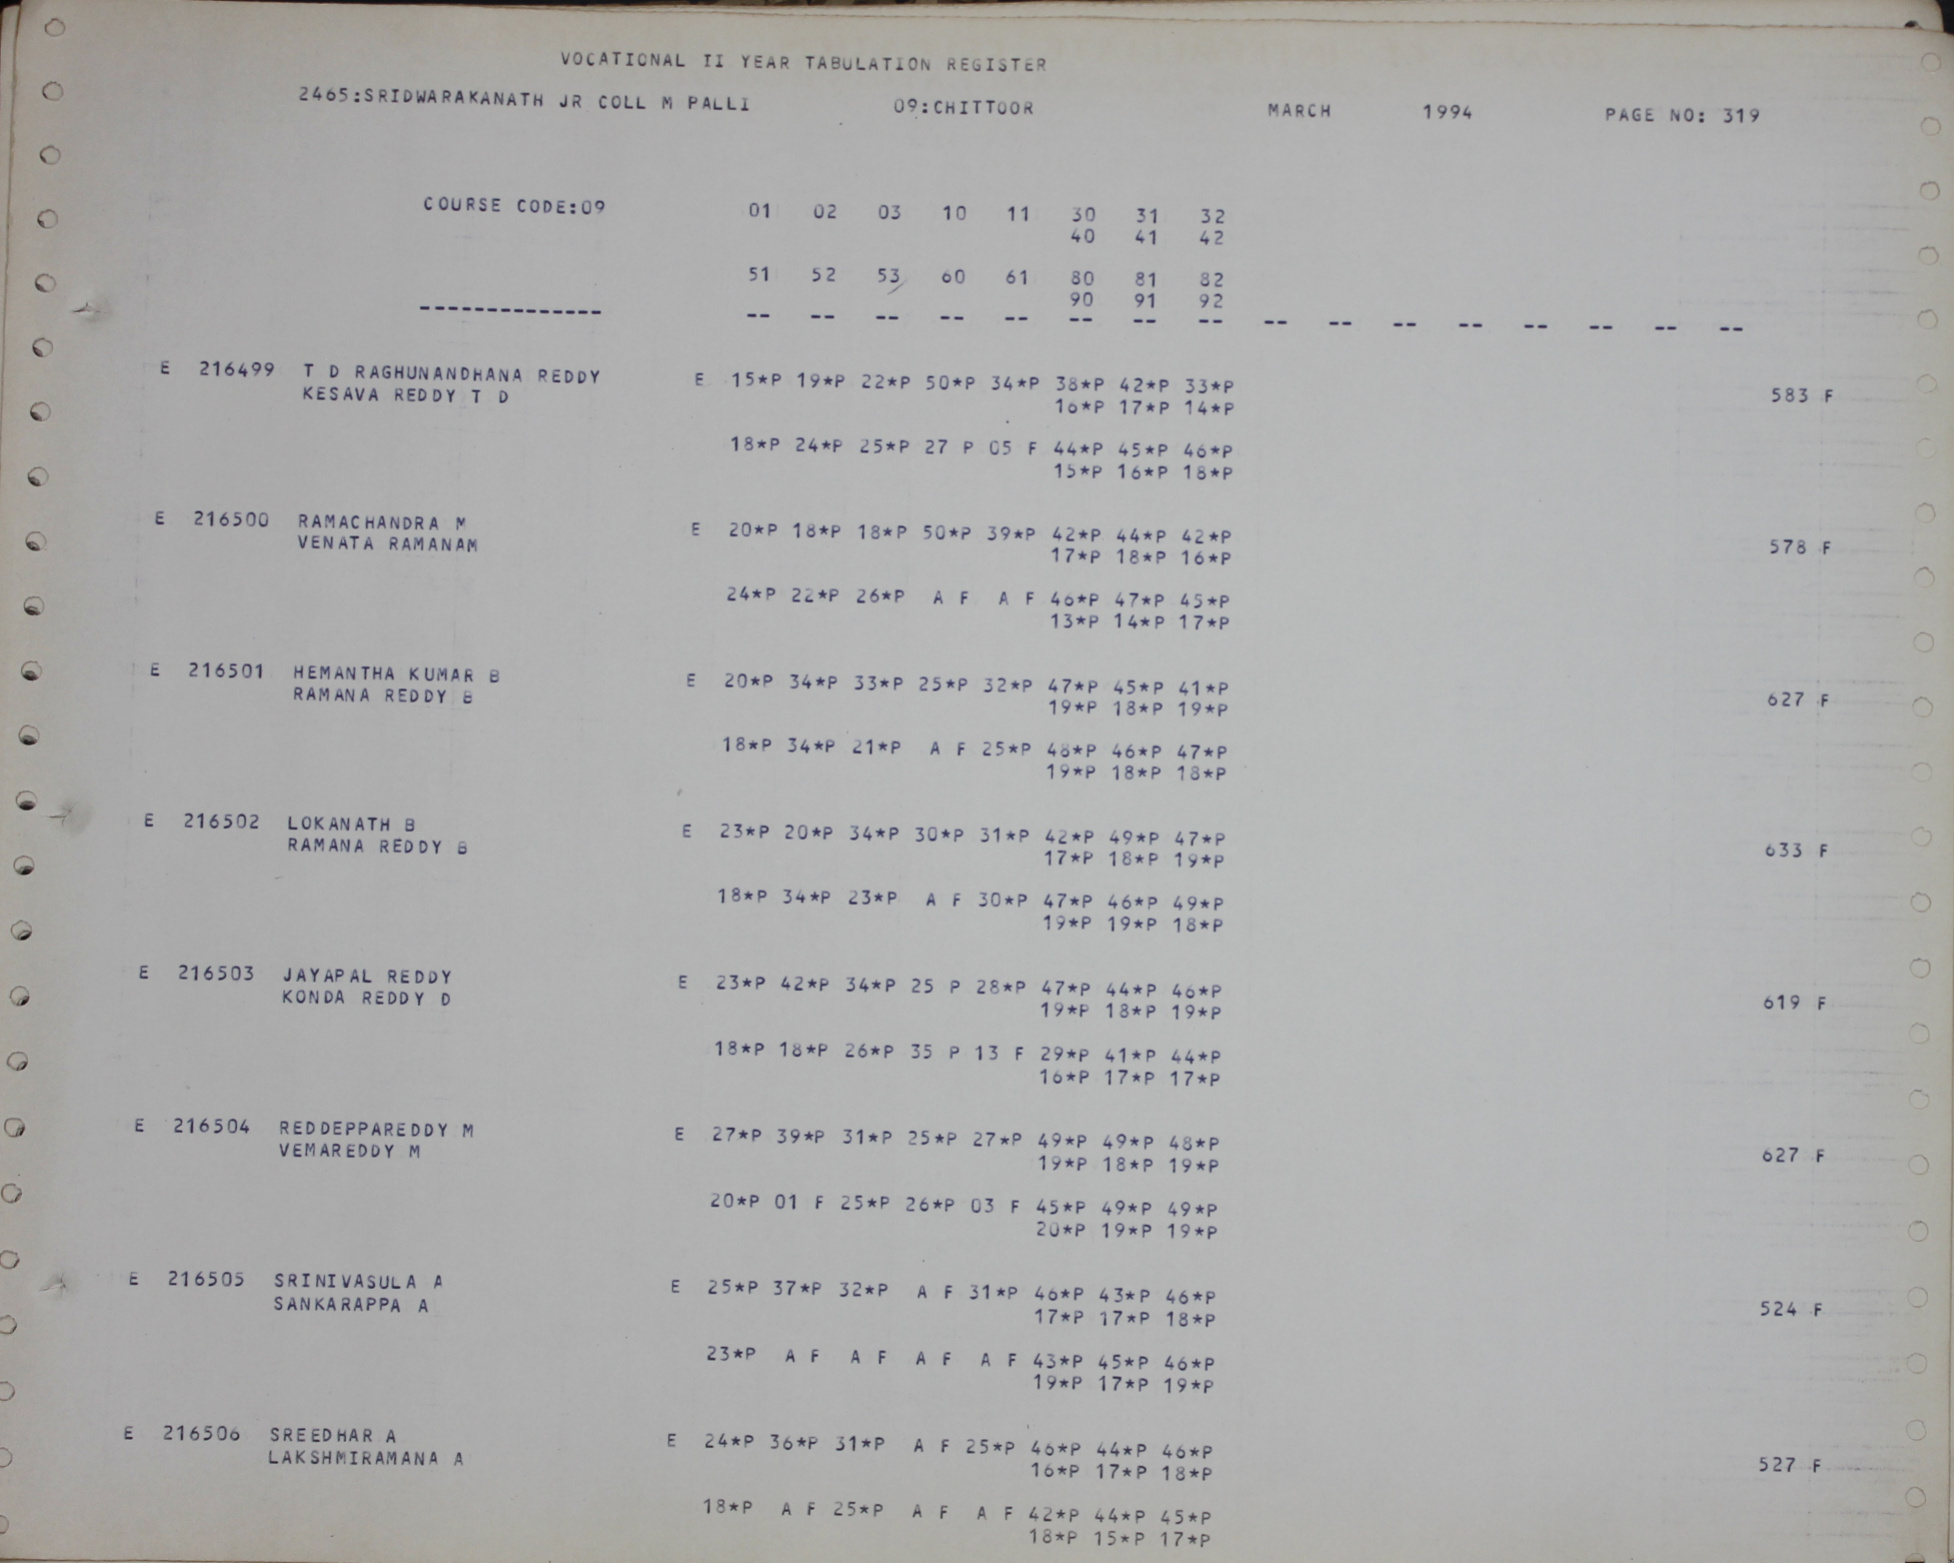 VOCATIONAL II YEAR TABULATION REGISTER
2465:SRIDWARAKANATH JR COLL M PALLI 09:CHITTOOR MARCH 1994 PAGE NO: 319
COURSE CODE:09 01 02 03 10 11 30 31 32
40 41 42
51 52 53 60 61 80 81 82
90 91 92
-------------- -- -- -- -- -- -- -- -- -- -- -- -- -- -- -- --
E 216499 T D RAGHUNANDHANA REDDY E 15*P 19*P 22*P 50*P 34*P 38*P 42*P 33*P
KESAVA REDDY T D 16*P 17*P 14*P 583 F
18*P 24*P 25*P 27 P 05 F 44*P 45*P 46*P
15*P 16*P 18*P
E 216500 RAMACHANDRA M E 20*P 18*P 18*P 50*P 39*P 42*P 44*P 42*P
VENATA RAMANAM 17*P 18*P 16*P 578 F
24*P 22*P 26*P A F A F 46*P 47*P 45*P
13*P 14*P 17*P
E 216501 HEMANTHA KUMAR B E 20*P 34*P 33*P 25*P 32*P 47*P 45*P 41*P
RAMANA REDDY B 19*P 18*P 19*P 627 F
18*P 34*P 21*P A F 25*P 48*P 46*P 47*P
19*P 18*P 18*P
E 216502 LOKANATH B E 23*P 20*P 34*P 30*P 31*P 42*P 49*P 47*P
RAMANA REDDY B 17*P 18*P 19*P 633 F
18*P 34*P 23*P A F 30*P 47*P 46*P 49*P
19*P 19*P 18*P
E 216503 JAYAPAL REDDY E 23*P 42*P 34*P 25 P 28*P 47*P 44*P 46*P
KONDA REDDY D 19*P 18*P 19*P 619 F
18*P 18*P 26*P 35 P 13 F 29*P 41*P 44*P
16*P 17*P 17*P
E 216504 REDDEPPAREDDY M E 27*P 39*P 31*P 25*P 27*P 49*P 49*P 48*P
VEMAREDDY M 19*P 18*P 19*P 627 F
20*P 01 F 25*P 26*P 03 F 45*P 49*P 49*P
20*P 19*P 19*P
E 216505 SRINIVASULA A E 25*P 37*P 32*P A F 31*P 46*P 43*P 46*P
SANKARAPPA A 17*P 17*P 18*P 524 F
23*P A F A F A F A F 43*P 45*P 46*P
19*P 17*P 19*P
E 216506 SREEDHAR A E 24*P 36*P 31*P A F 25*P 46*P 44*P 46*P
LAKSHMIRAMANA A 16*P 17*P 18*P 527 F
18*P A F 25*P A F A F 42*P 44*P 45*P
18*P 15*P 17*P